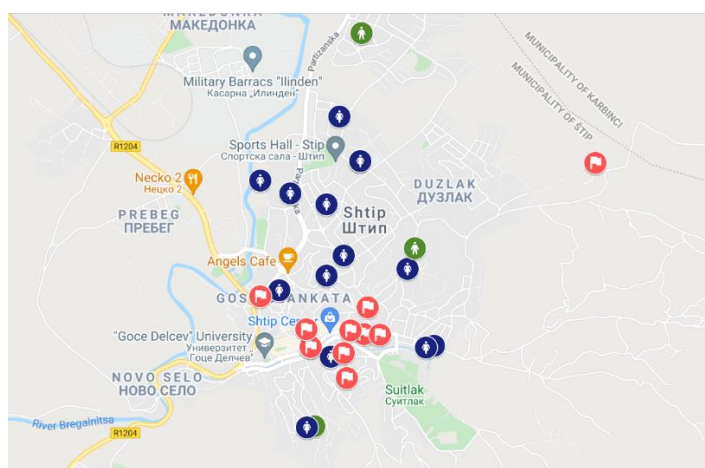 МАКЕДОНКА
Partizanska
Military Barracs "Ilinden"
Касарна „Илинден“
MUNICIPALITY OF KARBINCI
MUNICIPALITY OF ŠTIP
R1204
Sports Hall - Stip
Спортска сала - Штип
Necko 2
Нецко 2
DUZLAK
ДУЗЛАК
PREBEG
ПРЕБЕГ
Shtip
Штип
Angels Cafe
Shtip Center
"Goce Delcev" University
Универзитет
"Гоце Делчев"
NOVO SELO
НОВО СЕЛО
Suitlak
Суитлак
River Bregalnitsa
R1204